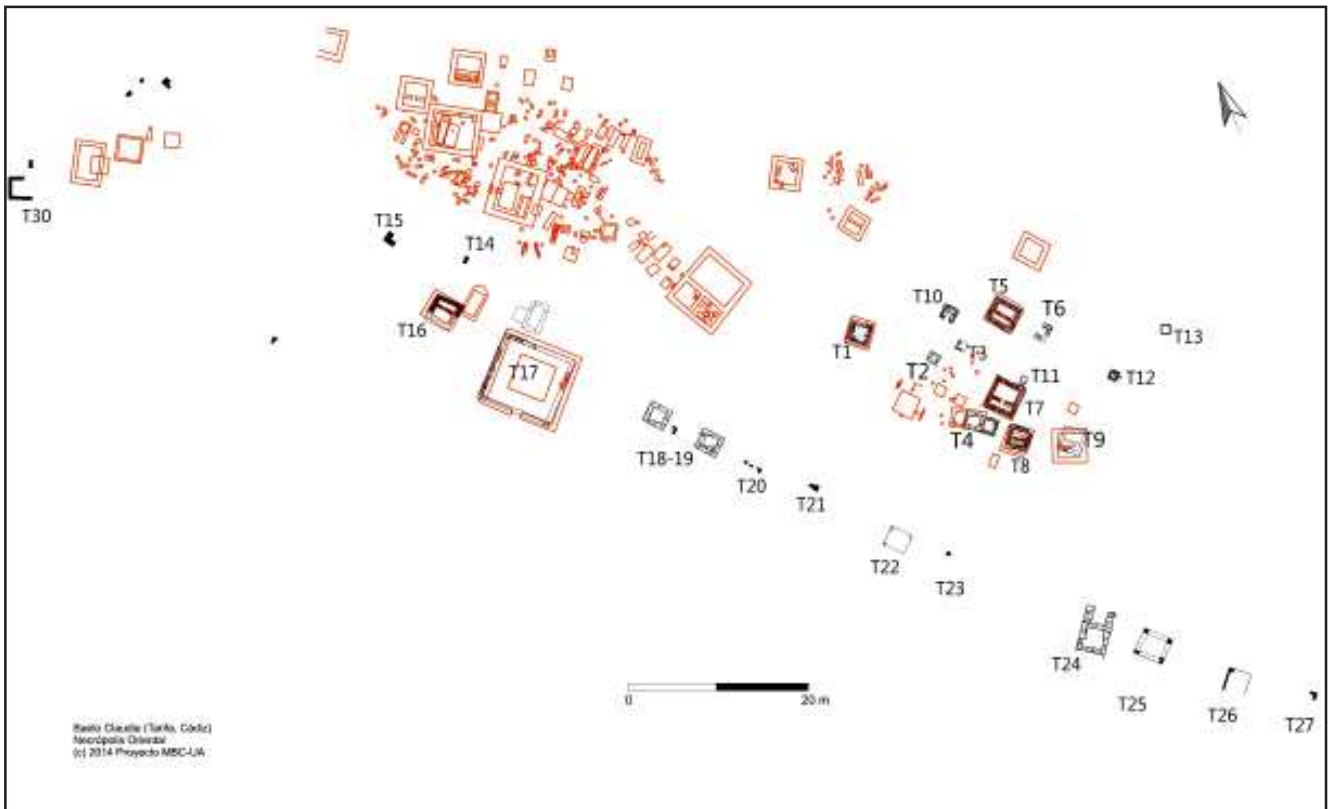 T30
T15
T14
T16
T17
T10
T5
T6
T1
T13
T2
T3
T11
T12
T7
T4
T8
T9
T18-19
T20
T21
T22
T23
T24
T25
T26
T27
0
20 m
Baelo Claudia (Tarifa, Cádiz)
Necrópolis Oriental
(c) 2014 Proyecto MBC-UA